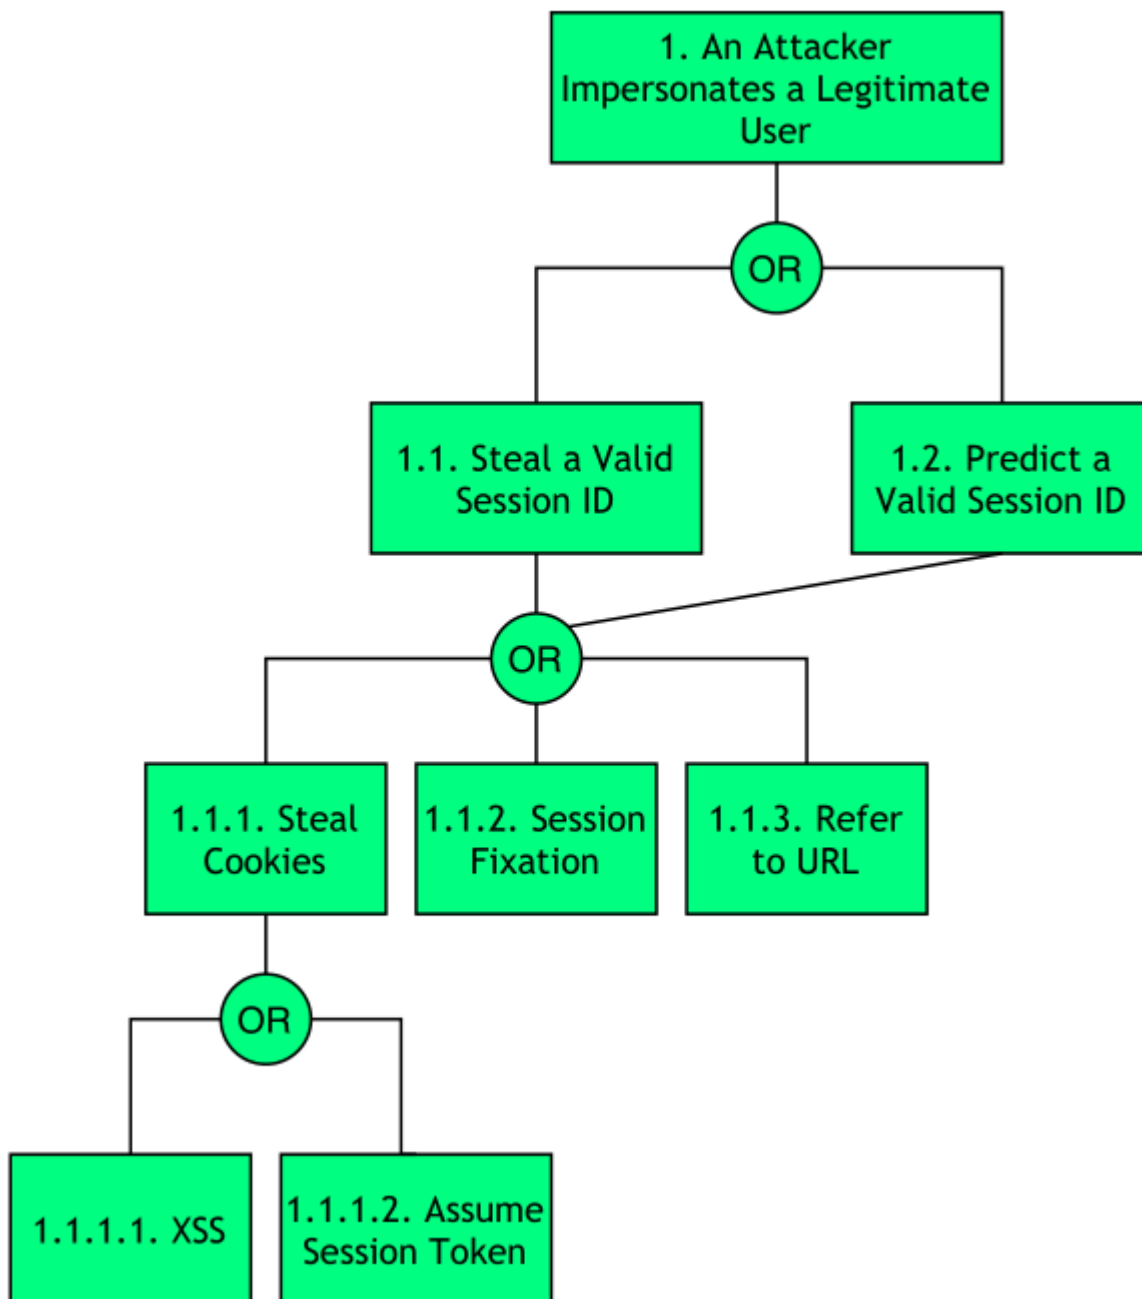 1. An Attacker
Impersonates a Legitimate
User
OR
1.1. Steal a Valid
Session ID
1.2. Predict a
Valid Session ID
OR
1.1.1. Steal
Cookies
1.1.2. Session
Fixation
1.1.3. Refer
to URL
OR
1.1.1.1. XSS
1.1.1.2. Assume
Session Token